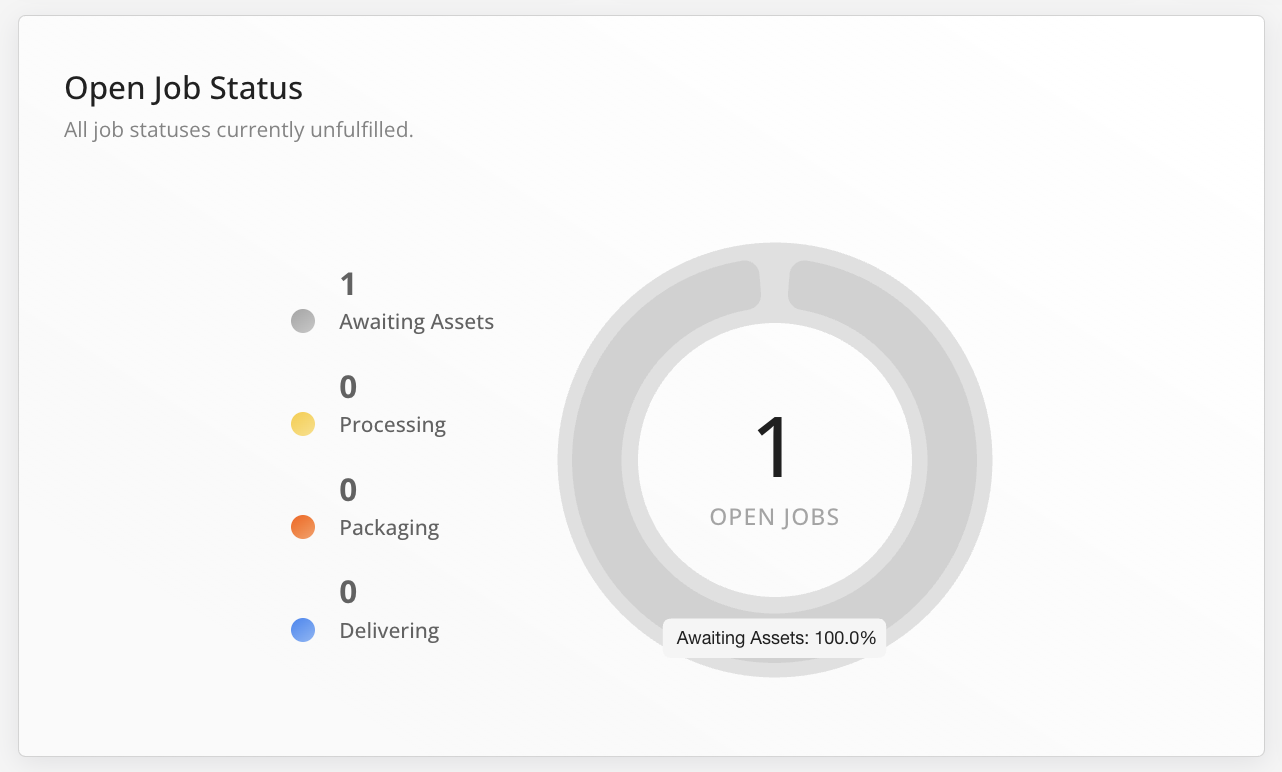 Open Job Status
All job statuses currently unfulfilled.
1
Awaiting Assets
0
Processing
0
Packaging
0
Delivering
1
OPEN JOBS
Awaiting Assets: 100.0%